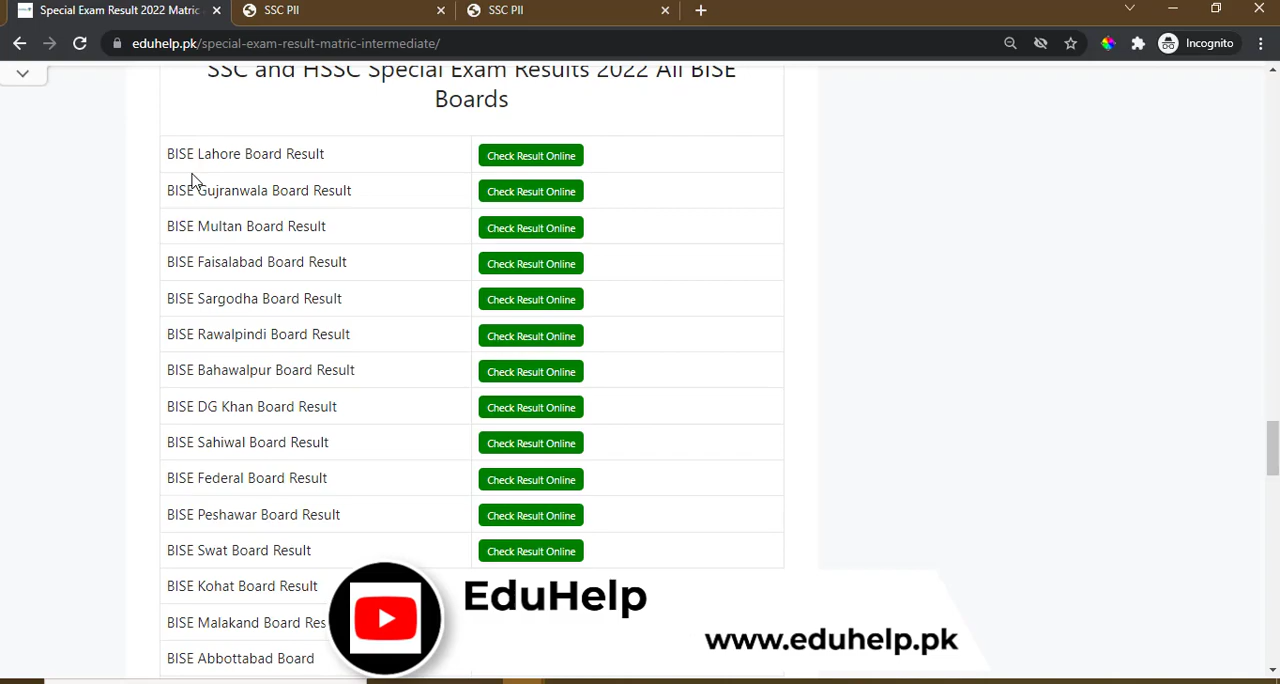 Special Exam Result 2022 Matric
SSC PII
SSC PII
eduhelp.pk/special-exam-result-matric-intermediate/
Incognito
SSC and HSSC Special Exam Results 2022 All BISE
Boards
BISE Lahore Board Result Check Result Online
BISE Gujranwala Board Result Check Result Online
BISE Multan Board Result Check Result Online
BISE Faisalabad Board Result Check Result Online
BISE Sargodha Board Result Check Result Online
BISE Rawalpindi Board Result Check Result Online
BISE Bahawalpur Board Result Check Result Online
BISE DG Khan Board Result Check Result Online
BISE Sahiwal Board Result Check Result Online
BISE Federal Board Result Check Result Online
BISE Peshawar Board Result Check Result Online
BISE Swat Board Result Check Result Online
BISE Kohat Board Result
BISE Malakand Board Res
BISE Abbottabad Board
EduHelp
www.eduhelp.pk